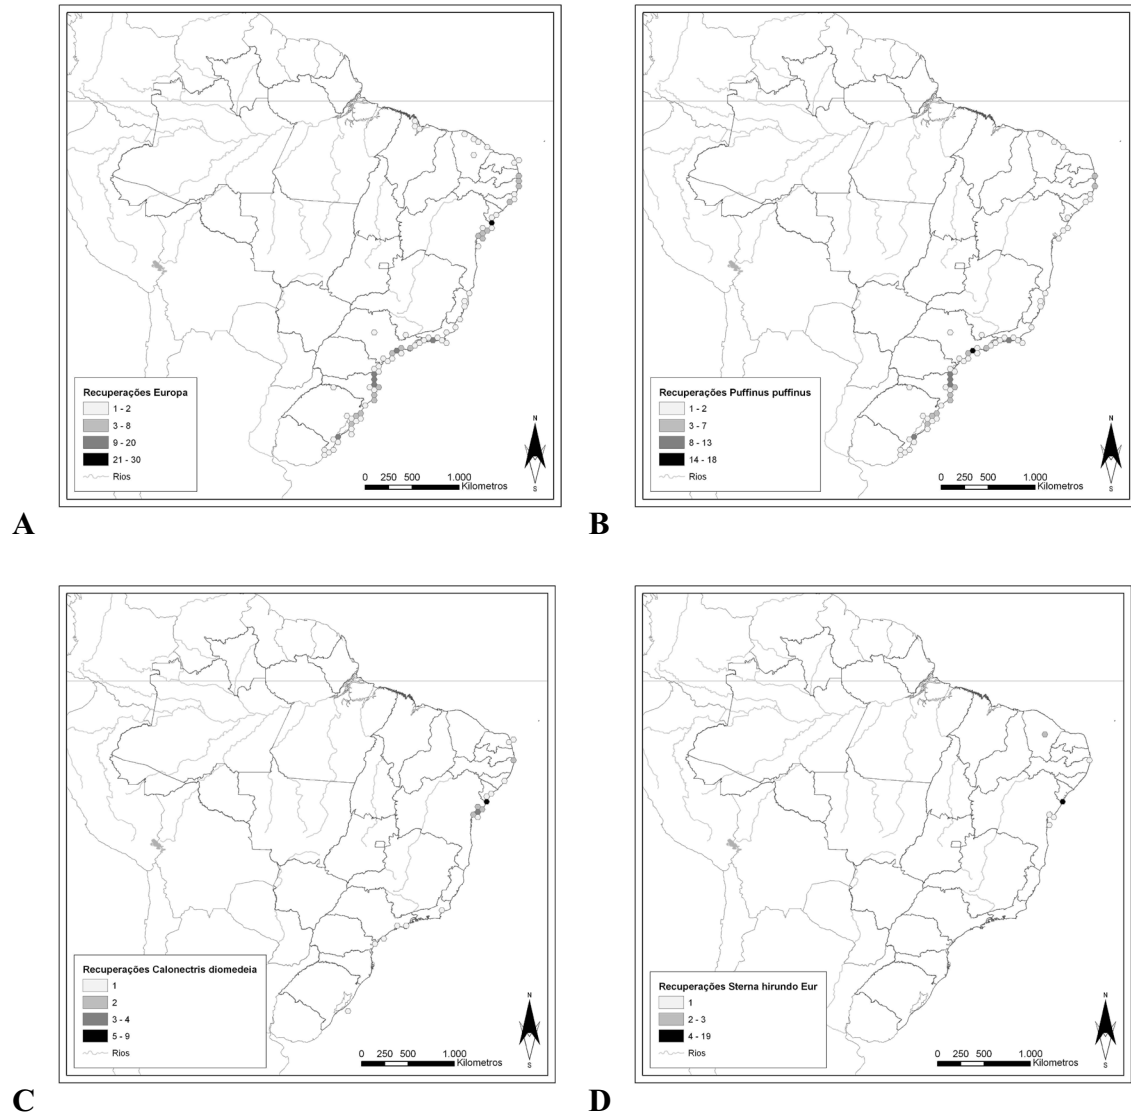 Recuperações Europa
1 - 2
3 - 8
9 - 20
21 - 30
Rios
N
S
0 250 500 1.000
Kilometros
A
Recuperações Puffinus puffinus
1 - 2
3 - 7
8 - 13
14 - 18
Rios
N
S
0 250 500 1.000
Kilometros
B
Recuperações Calonectris diomedeia
1
2
3 - 4
5 - 9
Rios
N
S
0 250 500 1.000
Kilometros
C
Recuperações Sterna hirundo Eur
1
2 - 3
4 - 19
Rios
N
S
0 250 500 1.000
Kilometros
D